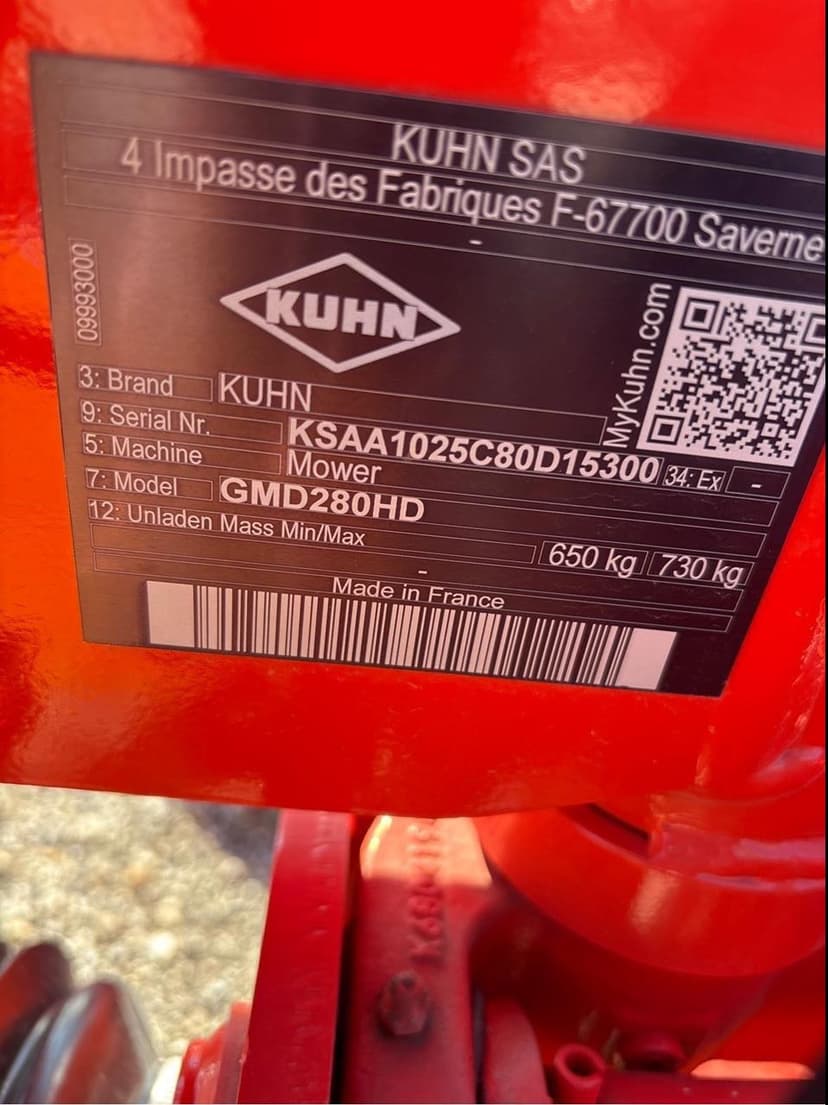 KUHN SAS
4 Impasse des Fabriques F-67700 Saverne
-
09993000
KUHN
MyKuhn.com
3: Brand KUHN
9: Serial Nr. KSAA1025C80D15300 34: Ex -
5: Machine Mower
7: Model GMD280HD
12: Unladen Mass Min/Max 650 kg 730 kg
-
Made in France